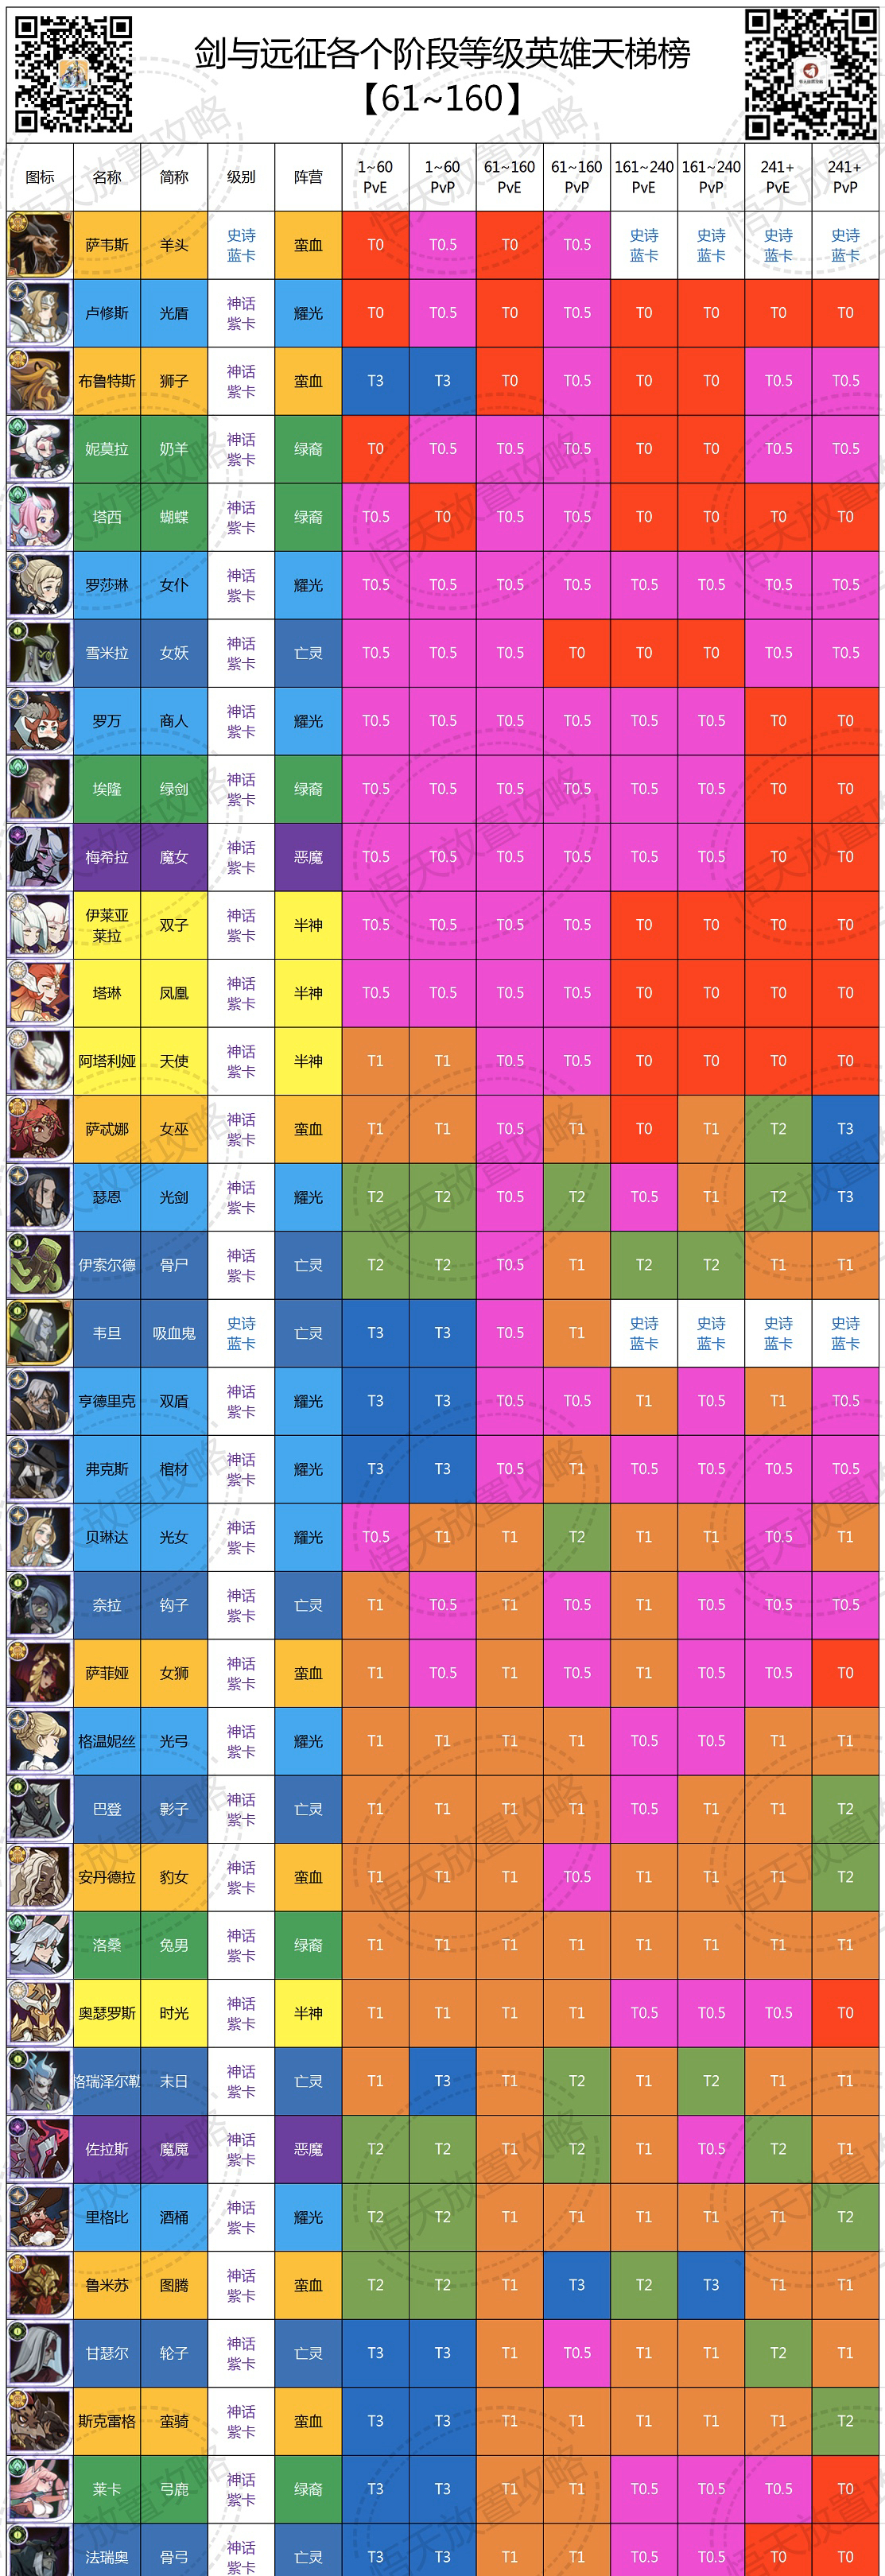 剑与远征各个阶段等级英雄天梯榜
【61~160】
图标 名称 简称 级别 阵营 1~60 PvE 1~60 PvP 61~160 PvE 61~160 PvP 161~240 PvE 161~240 PvP 241+ PvE 241+ PvP
萨韦斯 羊头 史诗蓝卡 蛮血 T0 T0.5 T0 T0.5 史诗蓝卡 史诗蓝卡 史诗蓝卡 史诗蓝卡
卢修斯 光盾 神话紫卡 耀光 T0 T0.5 T0 T0.5 T0 T0 T0 T0
布鲁特斯 狮子 神话紫卡 蛮血 T3 T3 T0 T0.5 T0 T0 T0.5 T0.5
妮莫拉 奶羊 神话紫卡 绿裔 T0 T0.5 T0.5 T0.5 T0 T0 T0.5 T0.5
塔西 蝴蝶 神话紫卡 绿裔 T0.5 T0 T0.5 T0.5 T0 T0 T0 T0
罗莎琳 女仆 神话紫卡 耀光 T0.5 T0.5 T0.5 T0.5 T0.5 T0.5 T0.5 T0.5
雪米拉 女妖 神话紫卡 亡灵 T0.5 T0.5 T0.5 T0 T0 T0 T0.5 T0.5
罗万 商人 神话紫卡 耀光 T0.5 T0.5 T0.5 T0.5 T0.5 T0.5 T0 T0
埃隆 绿剑 神话紫卡 绿裔 T0.5 T0.5 T0.5 T0.5 T0.5 T0.5 T0 T0
梅希拉 魔女 神话紫卡 恶魔 T0.5 T0.5 T0.5 T0.5 T0.5 T0.5 T0 T0
伊莱亚莱拉 双子 神话紫卡 半神 T0.5 T0.5 T0.5 T0.5 T0 T0 T0 T0
塔琳 凤凰 神话紫卡 半神 T0.5 T0.5 T0.5 T0.5 T0 T0 T0 T0
阿塔利娅 天使 神话紫卡 半神 T1 T1 T0.5 T0.5 T0 T0 T0 T0
萨忒娜 女巫 神话紫卡 蛮血 T1 T1 T0.5 T1 T0 T1 T2 T3
瑟恩 光剑 神话紫卡 耀光 T2 T2 T0.5 T2 T0.5 T1 T2 T3
伊索尔德 骨尸 神话紫卡 亡灵 T2 T2 T0.5 T1 T2 T2 T1 T1
韦旦 吸血鬼 史诗蓝卡 亡灵 T3 T3 T0.5 T1 史诗蓝卡 史诗蓝卡 史诗蓝卡 史诗蓝卡
亨德里克 双盾 神话紫卡 耀光 T3 T3 T0.5 T0.5 T1 T0.5 T1 T0.5
弗克斯 棺材 神话紫卡 耀光 T3 T3 T0.5 T1 T0.5 T0.5 T0.5 T0.5
贝琳达 光女 神话紫卡 耀光 T0.5 T1 T1 T2 T1 T1 T0.5 T1
奈拉 钩子 神话紫卡 亡灵 T1 T0.5 T1 T0.5 T1 T0.5 T0.5 T0.5
萨菲娅 女狮 神话紫卡 蛮血 T1 T0.5 T1 T0.5 T1 T0.5 T0.5 T0
格温妮丝 光弓 神话紫卡 耀光 T1 T1 T1 T1 T0.5 T0.5 T1 T1
巴登 影子 神话紫卡 亡灵 T1 T1 T1 T1 T0.5 T1 T1 T2
安丹德拉 豹女 神话紫卡 蛮血 T1 T1 T1 T0.5 T1 T1 T1 T2
洛桑 兔男 神话紫卡 绿裔 T1 T1 T1 T1 T1 T1 T1 T1
奥瑟罗斯 时光 神话紫卡 半神 T1 T1 T1 T1 T0.5 T0.5 T0.5 T0
格瑞泽尔勒 末日 神话紫卡 亡灵 T1 T3 T1 T2 T1 T2 T1 T1
佐拉斯 魔魇 神话紫卡 恶魔 T2 T2 T1 T2 T1 T0.5 T2 T1
里格比 酒桶 神话紫卡 耀光 T2 T2 T1 T1 T1 T1 T1 T2
鲁米苏 图腾 神话紫卡 蛮血 T2 T2 T1 T3 T2 T3 T1 T1
甘瑟尔 轮子 神话紫卡 亡灵 T3 T3 T1 T0.5 T1 T1 T2 T1
斯克雷格 蛮骑 神话紫卡 蛮血 T3 T3 T1 T1 T1 T1 T1 T2
莱卡 弓鹿 神话紫卡 绿裔 T3 T3 T1 T1 T0.5 T0.5 T0.5 T0
法瑞奥 骨弓 神话紫卡 亡灵 T3 T3 T1 T1 T0.5 T0.5 T0 T0
悟天放置攻略